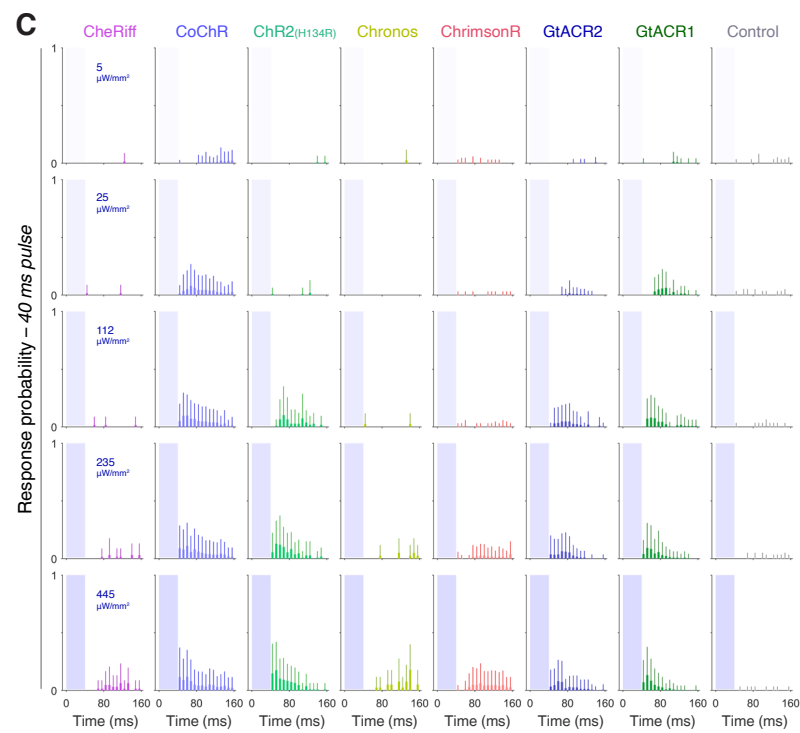 C
CheRiff CoChR ChR2(H134R) Chronos ChrimsonR GtACR2 GtACR1 Control
Response probability – 40 ms pulse
1
5
µW/mm²
0
1
25
µW/mm²
0
1
112
µW/mm²
0
1
235
µW/mm²
0
1
445
µW/mm²
0
0 80 160 0 80 160 0 80 160 0 80 160 0 80 160 0 80 160 0 80 160 0 80 160
Time (ms) Time (ms) Time (ms) Time (ms) Time (ms) Time (ms) Time (ms) Time (ms)